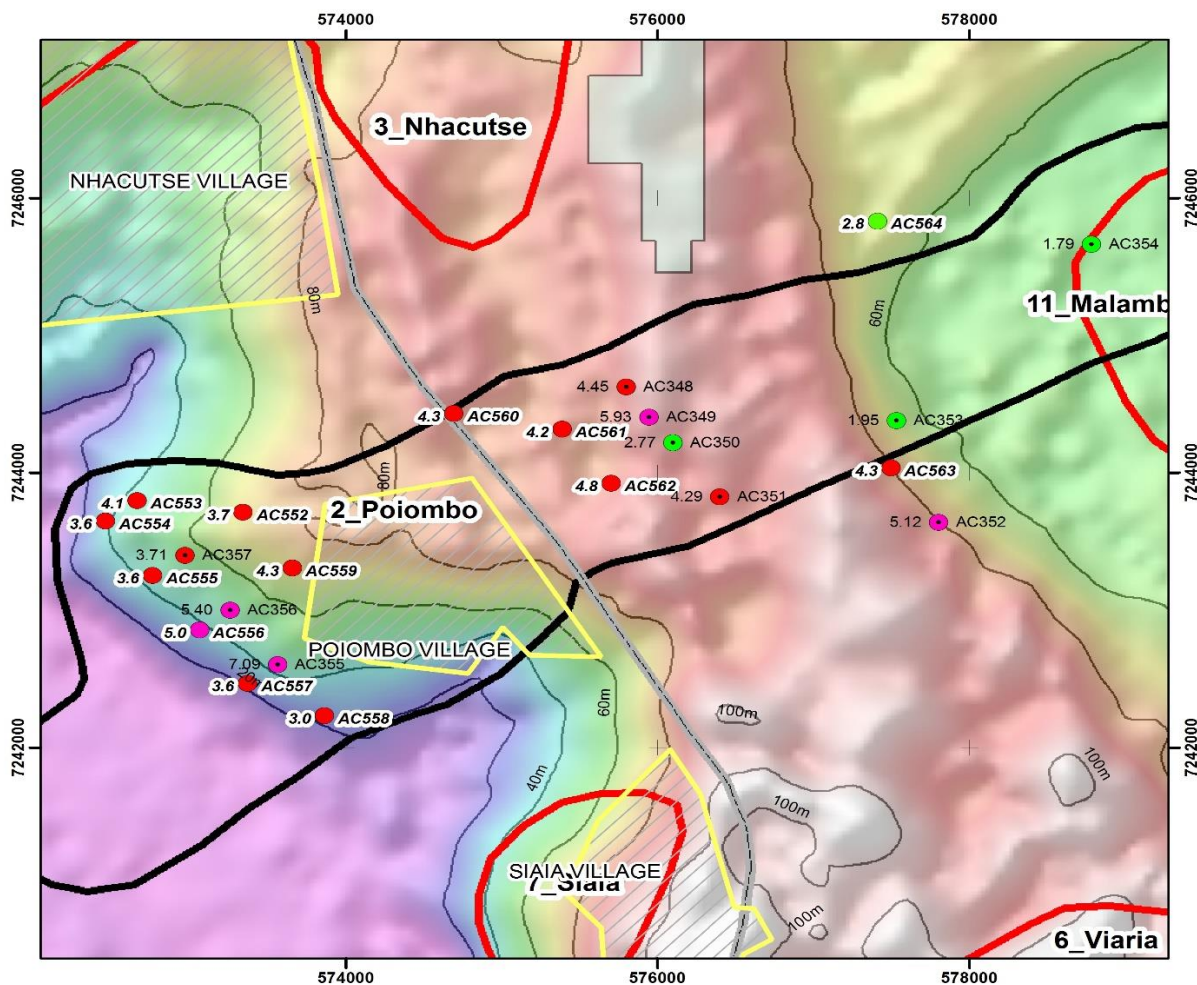 574000 576000 578000
3_Nhacutse
NHACUTSE VILLAGE
7246000 7246000
2.8 AC564
1.79 AC354
80m
60m
11_Malamb
4.45 AC348
4.3 AC560
5.93 AC349
4.2 AC561
1.95 AC353
2.77 AC350
80m
7244000 7244000
4.3 AC563
4.8 AC562
4.29 AC351
4.1 AC553
2_Poiombo
3.7 AC552
3.6 AC554
5.12 AC352
3.71 AC357
4.3 AC559
3.6 AC555
5.40 AC356
5.0 AC556
POIOMBO VILLAGE
7.09 AC355
20m
3.6 AC557
60m
3.0 AC558
100m
7242000 7242000
40m
100m
100m
SIAIA VILLAGE
7_Siaia
100m
6_Viaria
574000 576000 578000